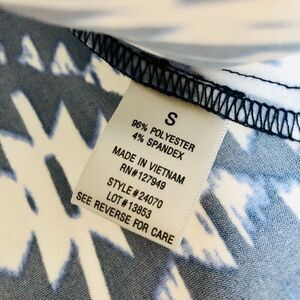 S
96% POLYESTER
4% SPANDEX
MADE IN VIETNAM
RN#127949
STYLE#24070
LOT#13853
SEE REVERSE FOR CARE